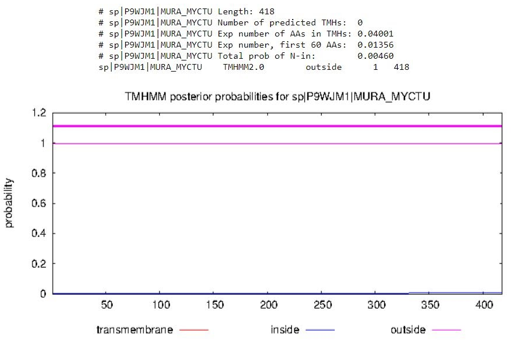 # sp|P9WJM1|MURA_MYCTU Length: 418
# sp|P9WJM1|MURA_MYCTU Number of predicted TMHs: 0
# sp|P9WJM1|MURA_MYCTU Exp number of AAs in TMHs: 0.04001
# sp|P9WJM1|MURA_MYCTU Exp number, first 60 AAs: 0.01356
# sp|P9WJM1|MURA_MYCTU Total prob of N-in: 0.00460
sp|P9WJM1|MURA_MYCTU TMHMM2.0 outside 1 418
TMHMM posterior probabilities for sp|P9WJM1|MURA_MYCTU
1.2
1
0.8
0.6
0.4
0.2
0
probability
50 100 150 200 250 300 350 400
transmembrane inside outside